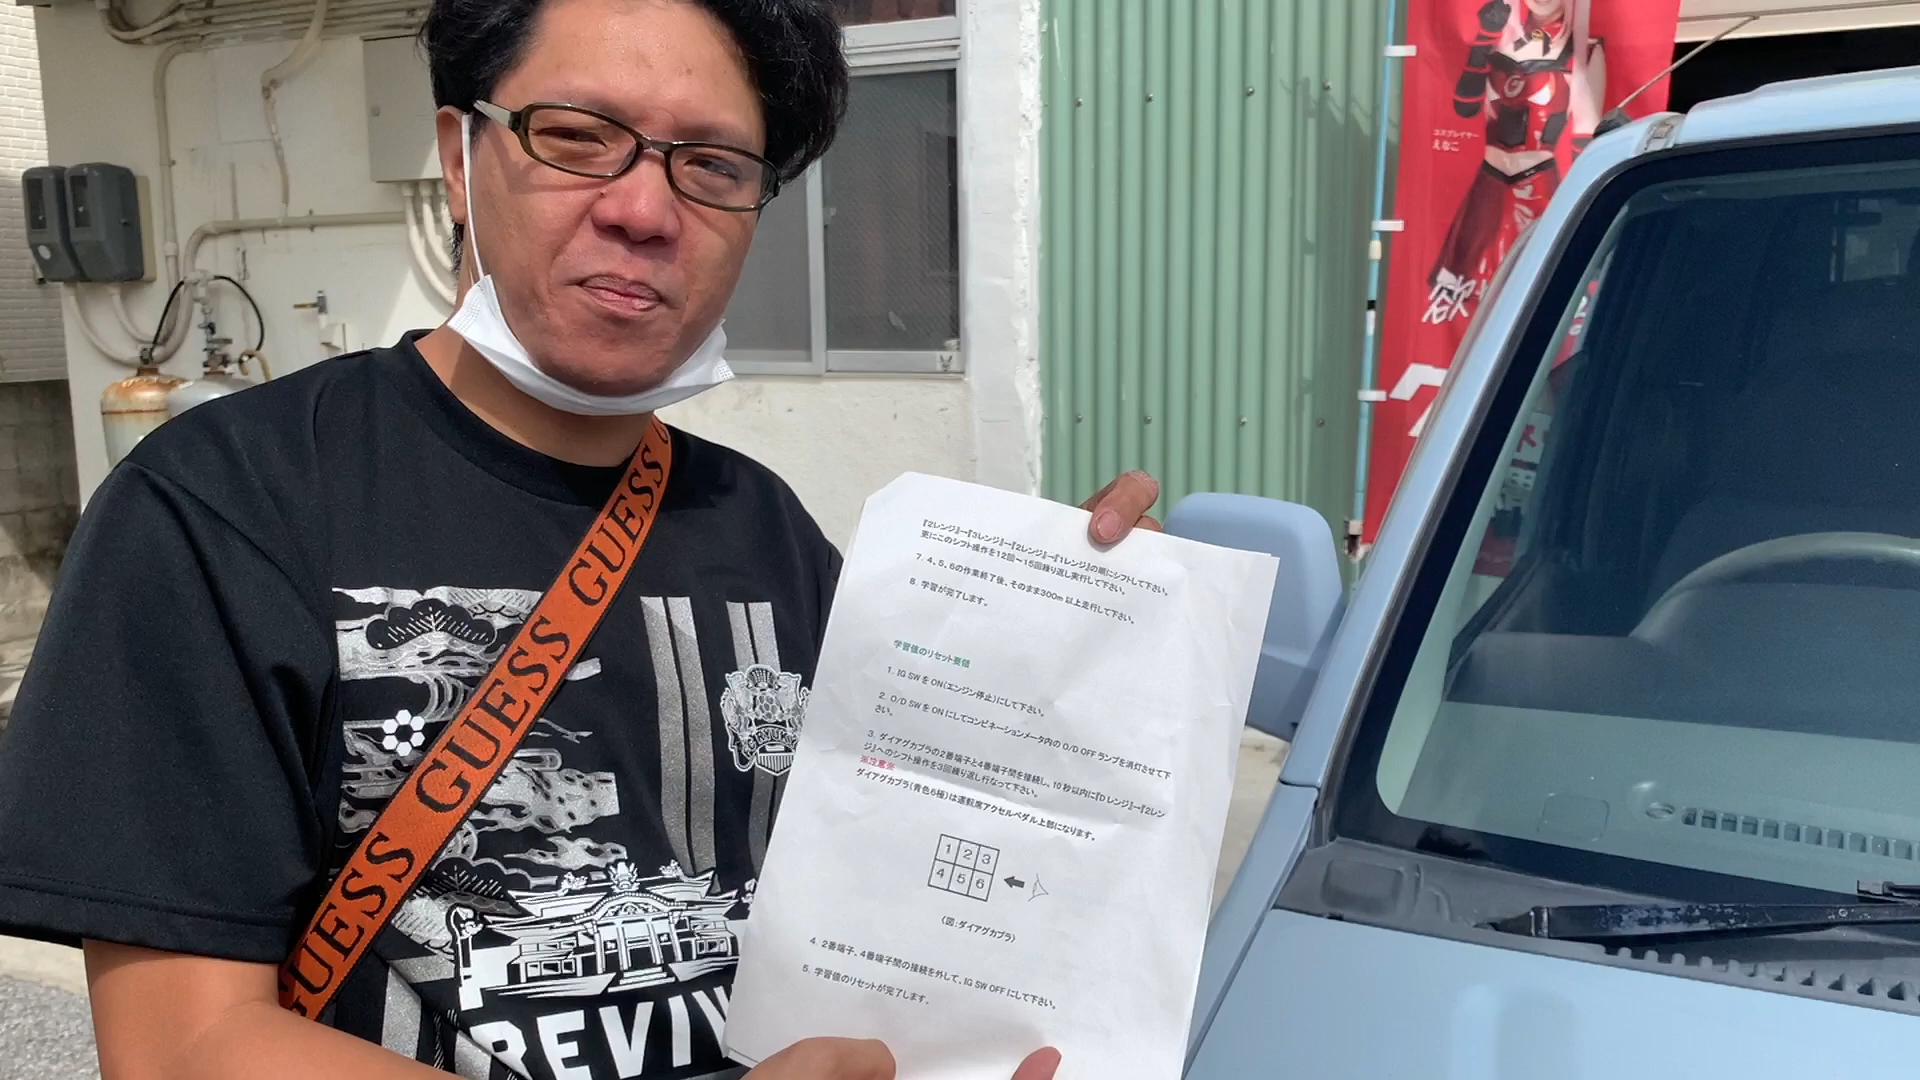 コスプレイヤー
えなこ
欲
GUESS GUESS GUESS GUESS
REVIV
『2レンジ』→『3レンジ』→『2レンジ』→『1レンジ』の順にシフトして下さい。
更にこのシフト操作を12回～15回繰り返し実行して下さい。
7. 4、5、6の作業終了後、そのまま300m以上走行して下さい。
8. 学習が完了します。
学習値のリセット要領
1. IG SW を ON(エンジン停止)にして下さい。
2. O/D SW を ON にしてコンビネーションメータ内の O/D OFF ランプを消灯させて下
さい。
3. ダイアグカプラの2番端子と4番端子間を接続し、10秒以内に『D レンジ』→『2レン
ジ』へのシフト操作を3回繰り返し行なって下さい。
※注意※
ダイアグカプラ(青色6極)は運転席アクセルペダル上部になります。
1 2 3
4 5 6
(図:ダイアグカプラ)
4. 2番端子、4番端子間の接続を外して、IG SW OFF にして下さい。
5. 学習値のリセットが完了します。